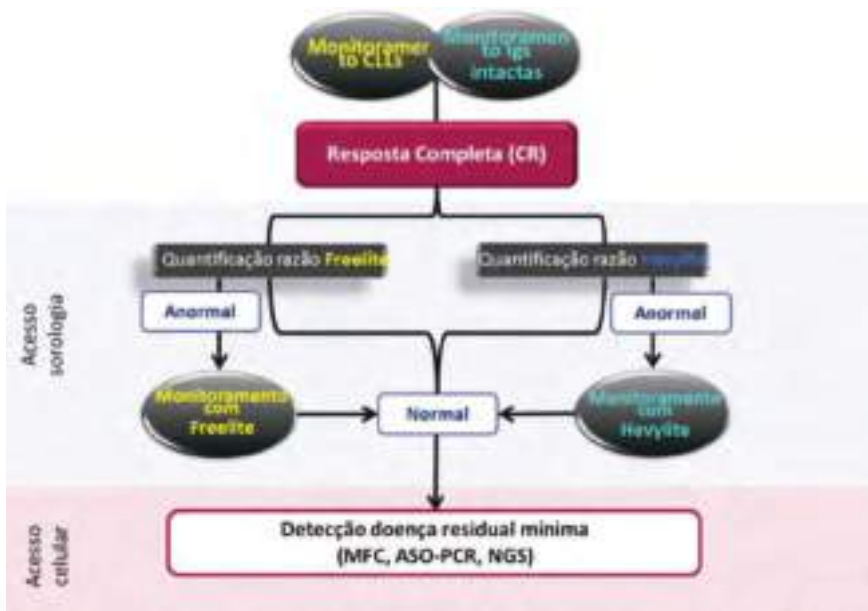 Monitoramen
to CLLs
Monitoramen
to Igs
intactas
Resposta Completa (CR)
Quantificação razão Freelite
Quantificação razão
Anormal
Anormal
Acesso
sorologia
Monitoramento
com
Freelite
Normal
Monitoramento
com
Hevylite
Detecção doença residual mínima
(MFC, ASO-PCR, NGS)
Acesso
celular